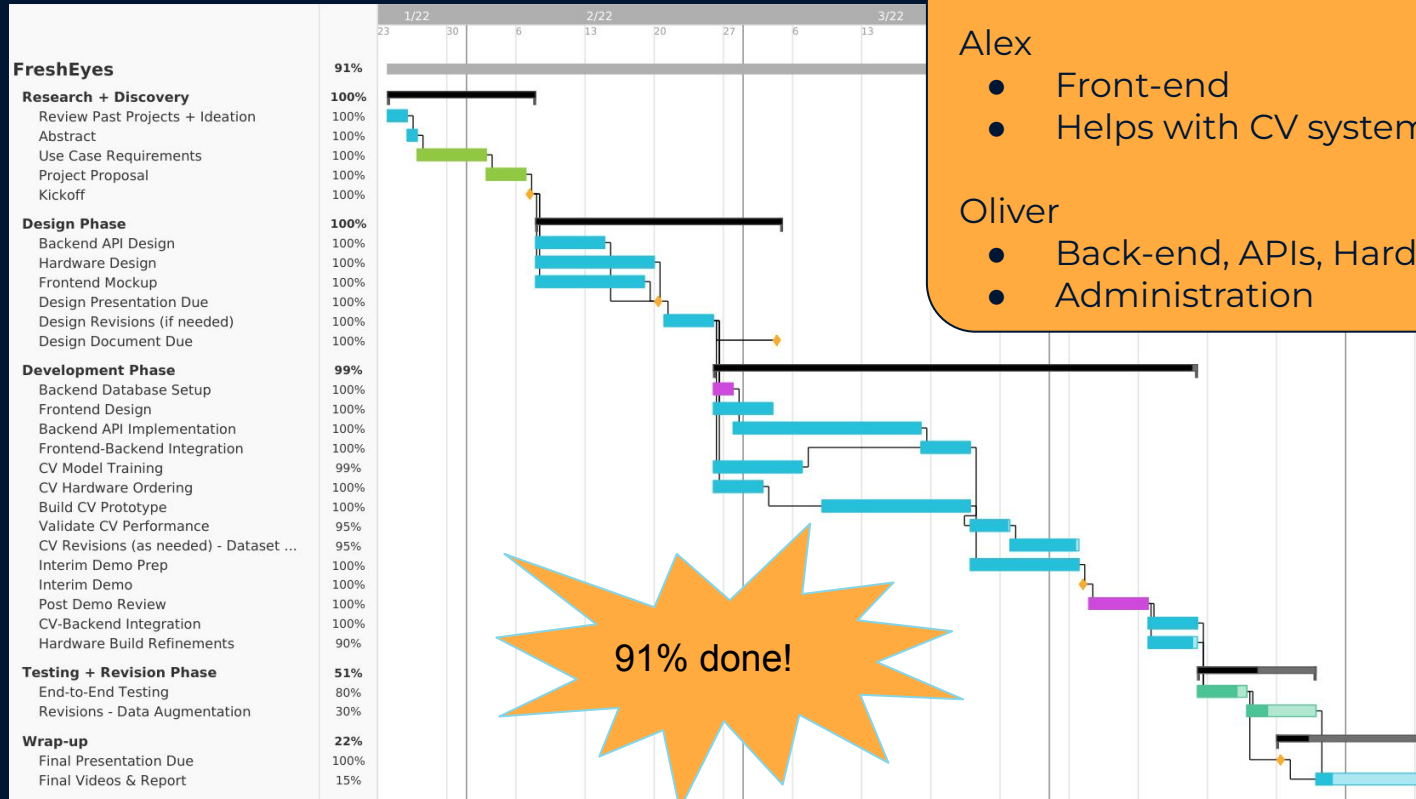 1/22 2/22 3/22
23 30 6 13 20 27 6 13
FreshEyes 91%
Research + Discovery 100%
Review Past Projects + Ideation 100%
Abstract 100%
Use Case Requirements 100%
Project Proposal 100%
Kickoff 100%
Design Phase 100%
Backend API Design 100%
Hardware Design 100%
Frontend Mockup 100%
Design Presentation Due 100%
Design Revisions (if needed) 100%
Design Document Due 100%
Development Phase 99%
Backend Database Setup 100%
Frontend Design 100%
Backend API Implementation 100%
Frontend-Backend Integration 100%
CV Model Training 99%
CV Hardware Ordering 100%
Build CV Prototype 100%
Validate CV Performance 95%
CV Revisions (as needed) - Dataset ... 95%
Interim Demo Prep 100%
Interim Demo 100%
Post Demo Review 100%
CV-Backend Integration 100%
Hardware Build Refinements 90%
Testing + Revision Phase 51%
End-to-End Testing 80%
Revisions - Data Augmentation 30%
Wrap-up 22%
Final Presentation Due 100%
Final Videos & Report 15%
Alex
● Front-end
● Helps with CV system
Oliver
● Back-end, APIs, Hard
● Administration
91% done!